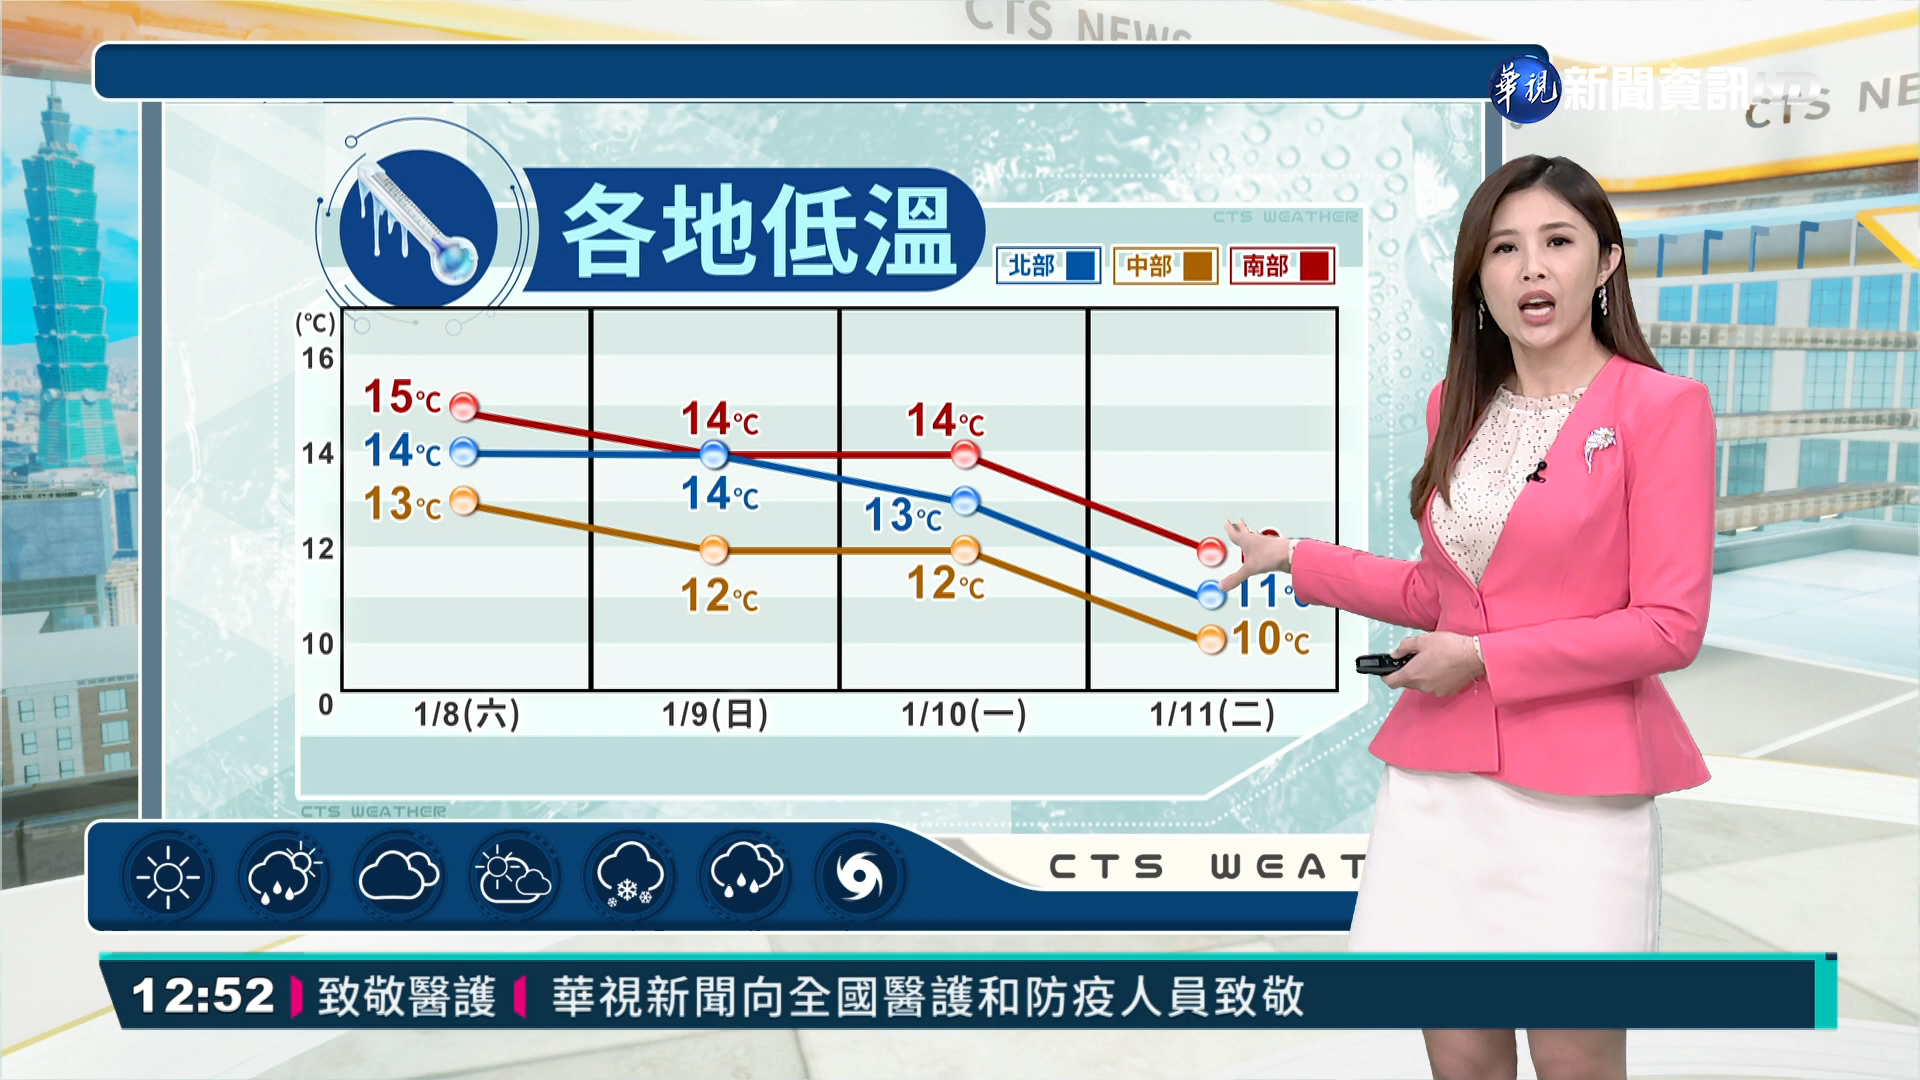 CTS NEWS
華視 新聞資訊 HD
CTS NE
各地低溫
CTS WEATHER
北部 中部 南部
(℃)
16
14
12
10
0
15℃ 14℃ 14℃
14℃ 14℃ 13℃ 11℃
13℃ 12℃ 12℃ 10℃
1/8(六) 1/9(日) 1/10(一) 1/11(二)
CTS WEATHER
CTS WEAT
12:52 致敬醫護 華視新聞向全國醫護和防疫人員致敬